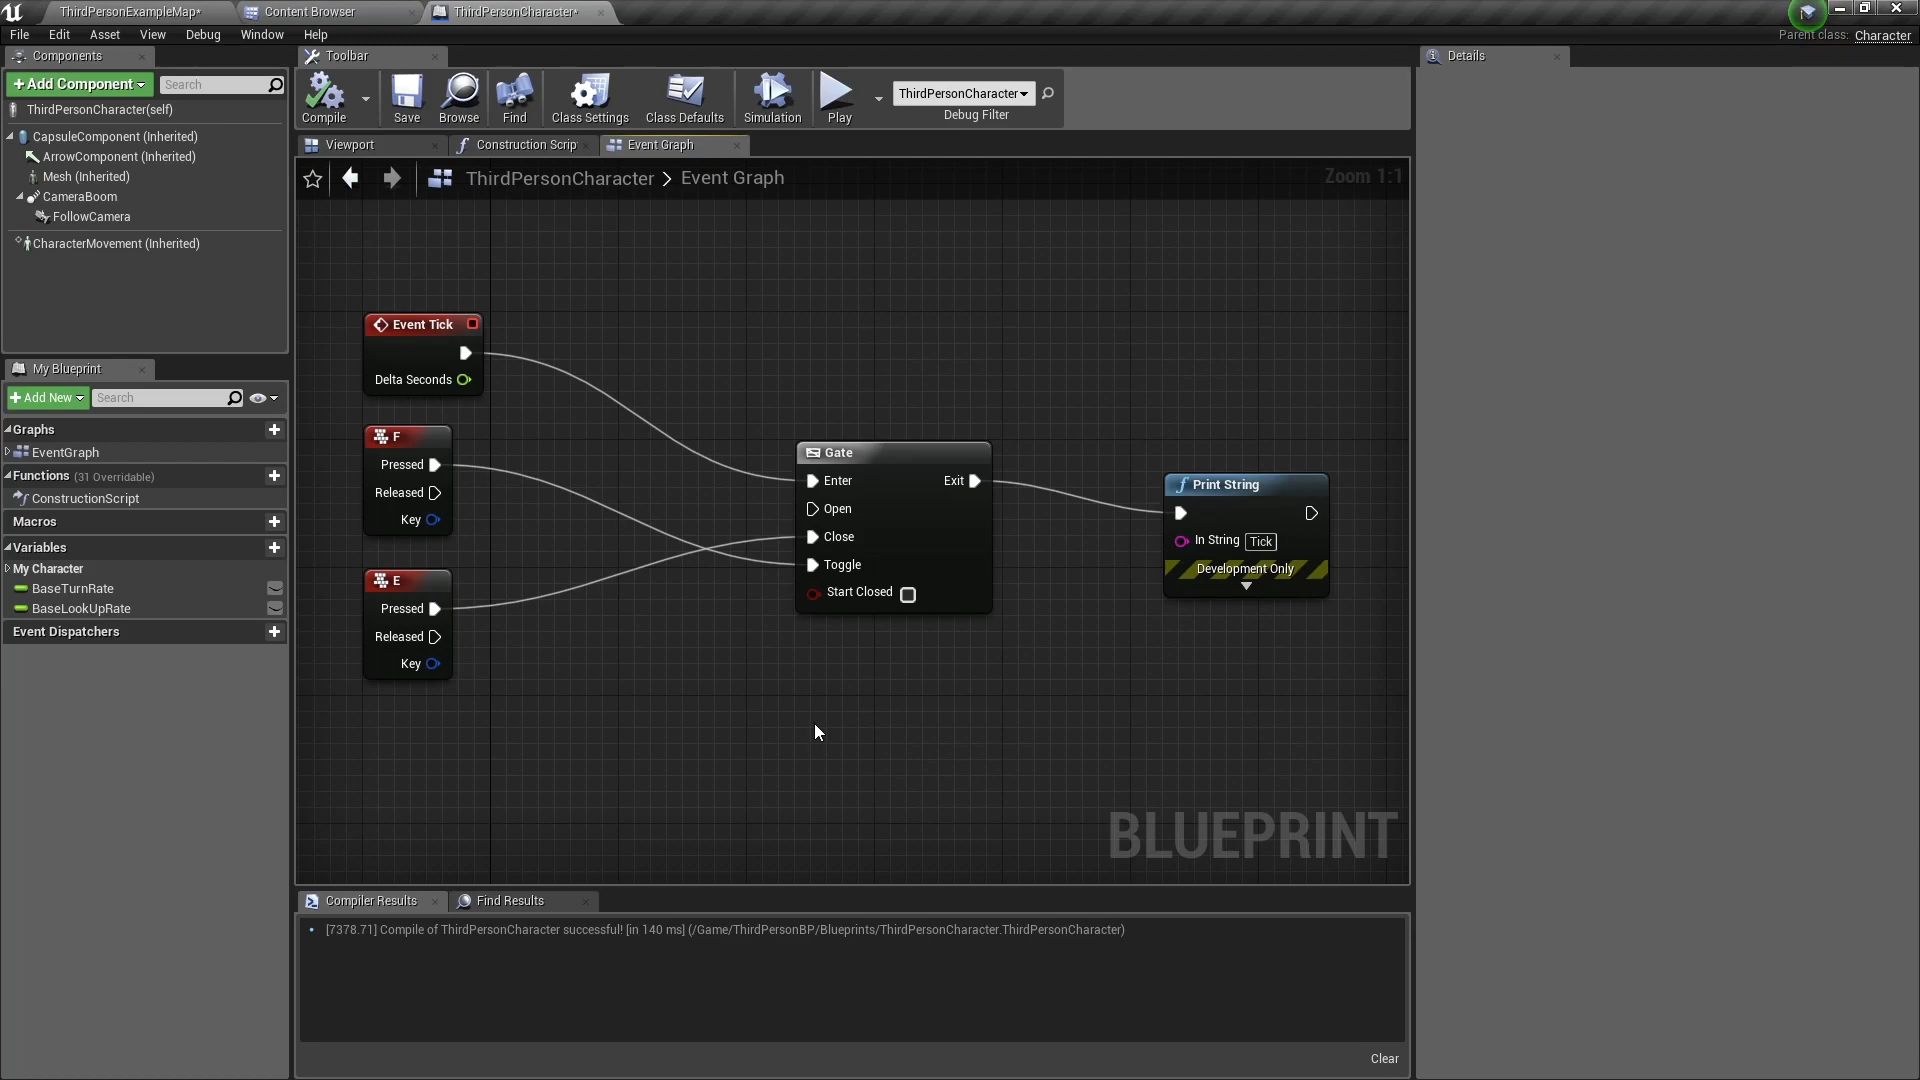 ThirdPersonExampleMap*
Content Browser
ThirdPersonCharacter*
File Edit Asset View Debug Window Help
Parent class: Character
Components
Toolbar
Details
+ Add Component
Search
ThirdPersonCharacter(self)
CapsuleComponent (Inherited)
ArrowComponent (Inherited)
Mesh (Inherited)
CameraBoom
FollowCamera
CharacterMovement (Inherited)
Compile
Save
Browse
Find
Class Settings
Class Defaults
Simulation
Play
ThirdPersonCharacter
Debug Filter
Viewport
Construction Scrip
Event Graph
ThirdPersonCharacter > Event Graph
Zoom 1:1
My Blueprint
+ Add New
Search
Graphs
EventGraph
Functions (31 Overridable)
ConstructionScript
Macros
Variables
My Character
BaseTurnRate
BaseLookUpRate
Event Dispatchers
Event Tick
Delta Seconds
F
Pressed
Released
Key
E
Pressed
Released
Key
Gate
Enter
Exit
Open
Close
Toggle
Start Closed
Print String
In String Tick
Development Only
BLUEPRINT
Compiler Results
Find Results
[7378.71] Compile of ThirdPersonCharacter successful! [in 140 ms] (/Game/ThirdPersonBP/Blueprints/ThirdPersonCharacter.ThirdPersonCharacter)
Clear